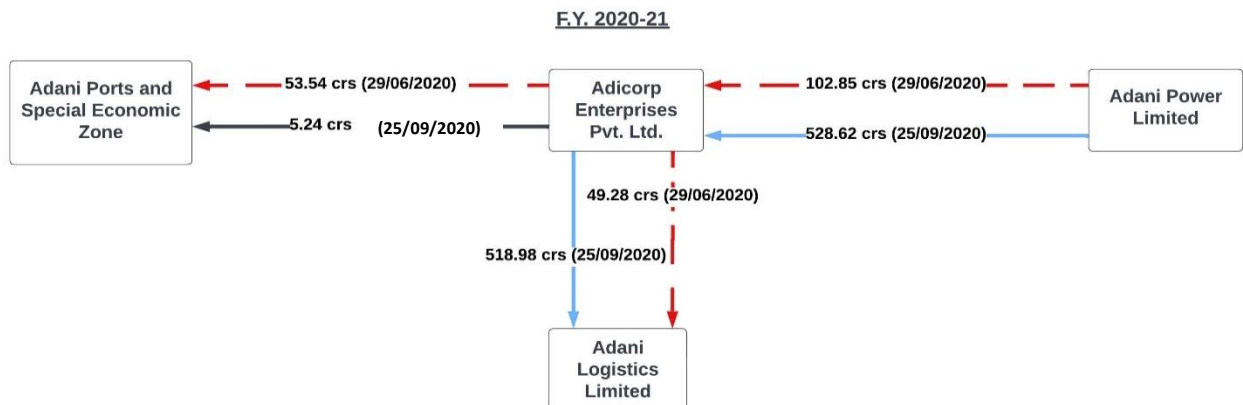 F.Y. 2020-21
Adani Ports and
Special Economic
Zone
53.54 crs (29/06/2020)
5.24 crs (25/09/2020)
Adicorp
Enterprises
Pvt. Ltd.
102.85 crs (29/06/2020)
528.62 crs (25/09/2020)
Adani Power
Limited
49.28 crs (29/06/2020)
518.98 crs (25/09/2020)
Adani
Logistics
Limited